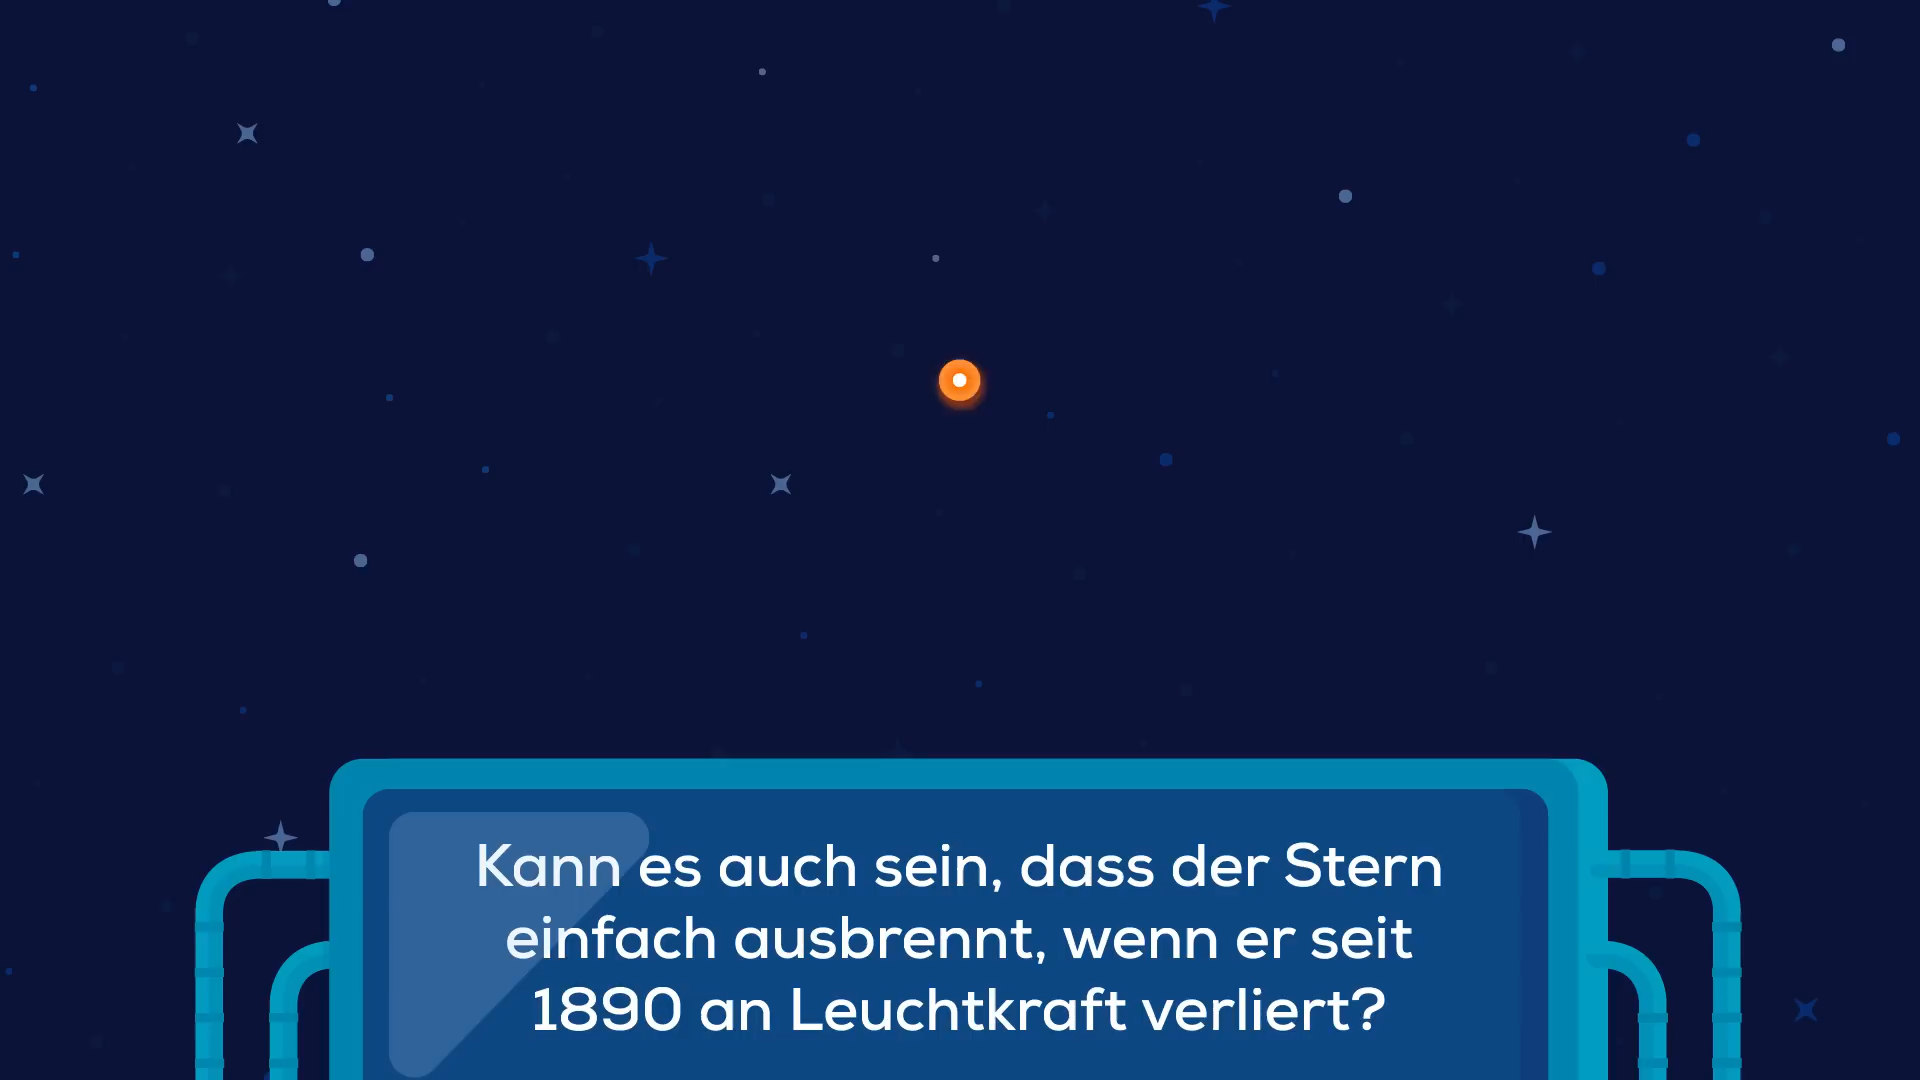 Kann es auch sein, dass der Stern
einfach ausbrennt, wenn er seit
1890 an Leuchtkraft verliert?